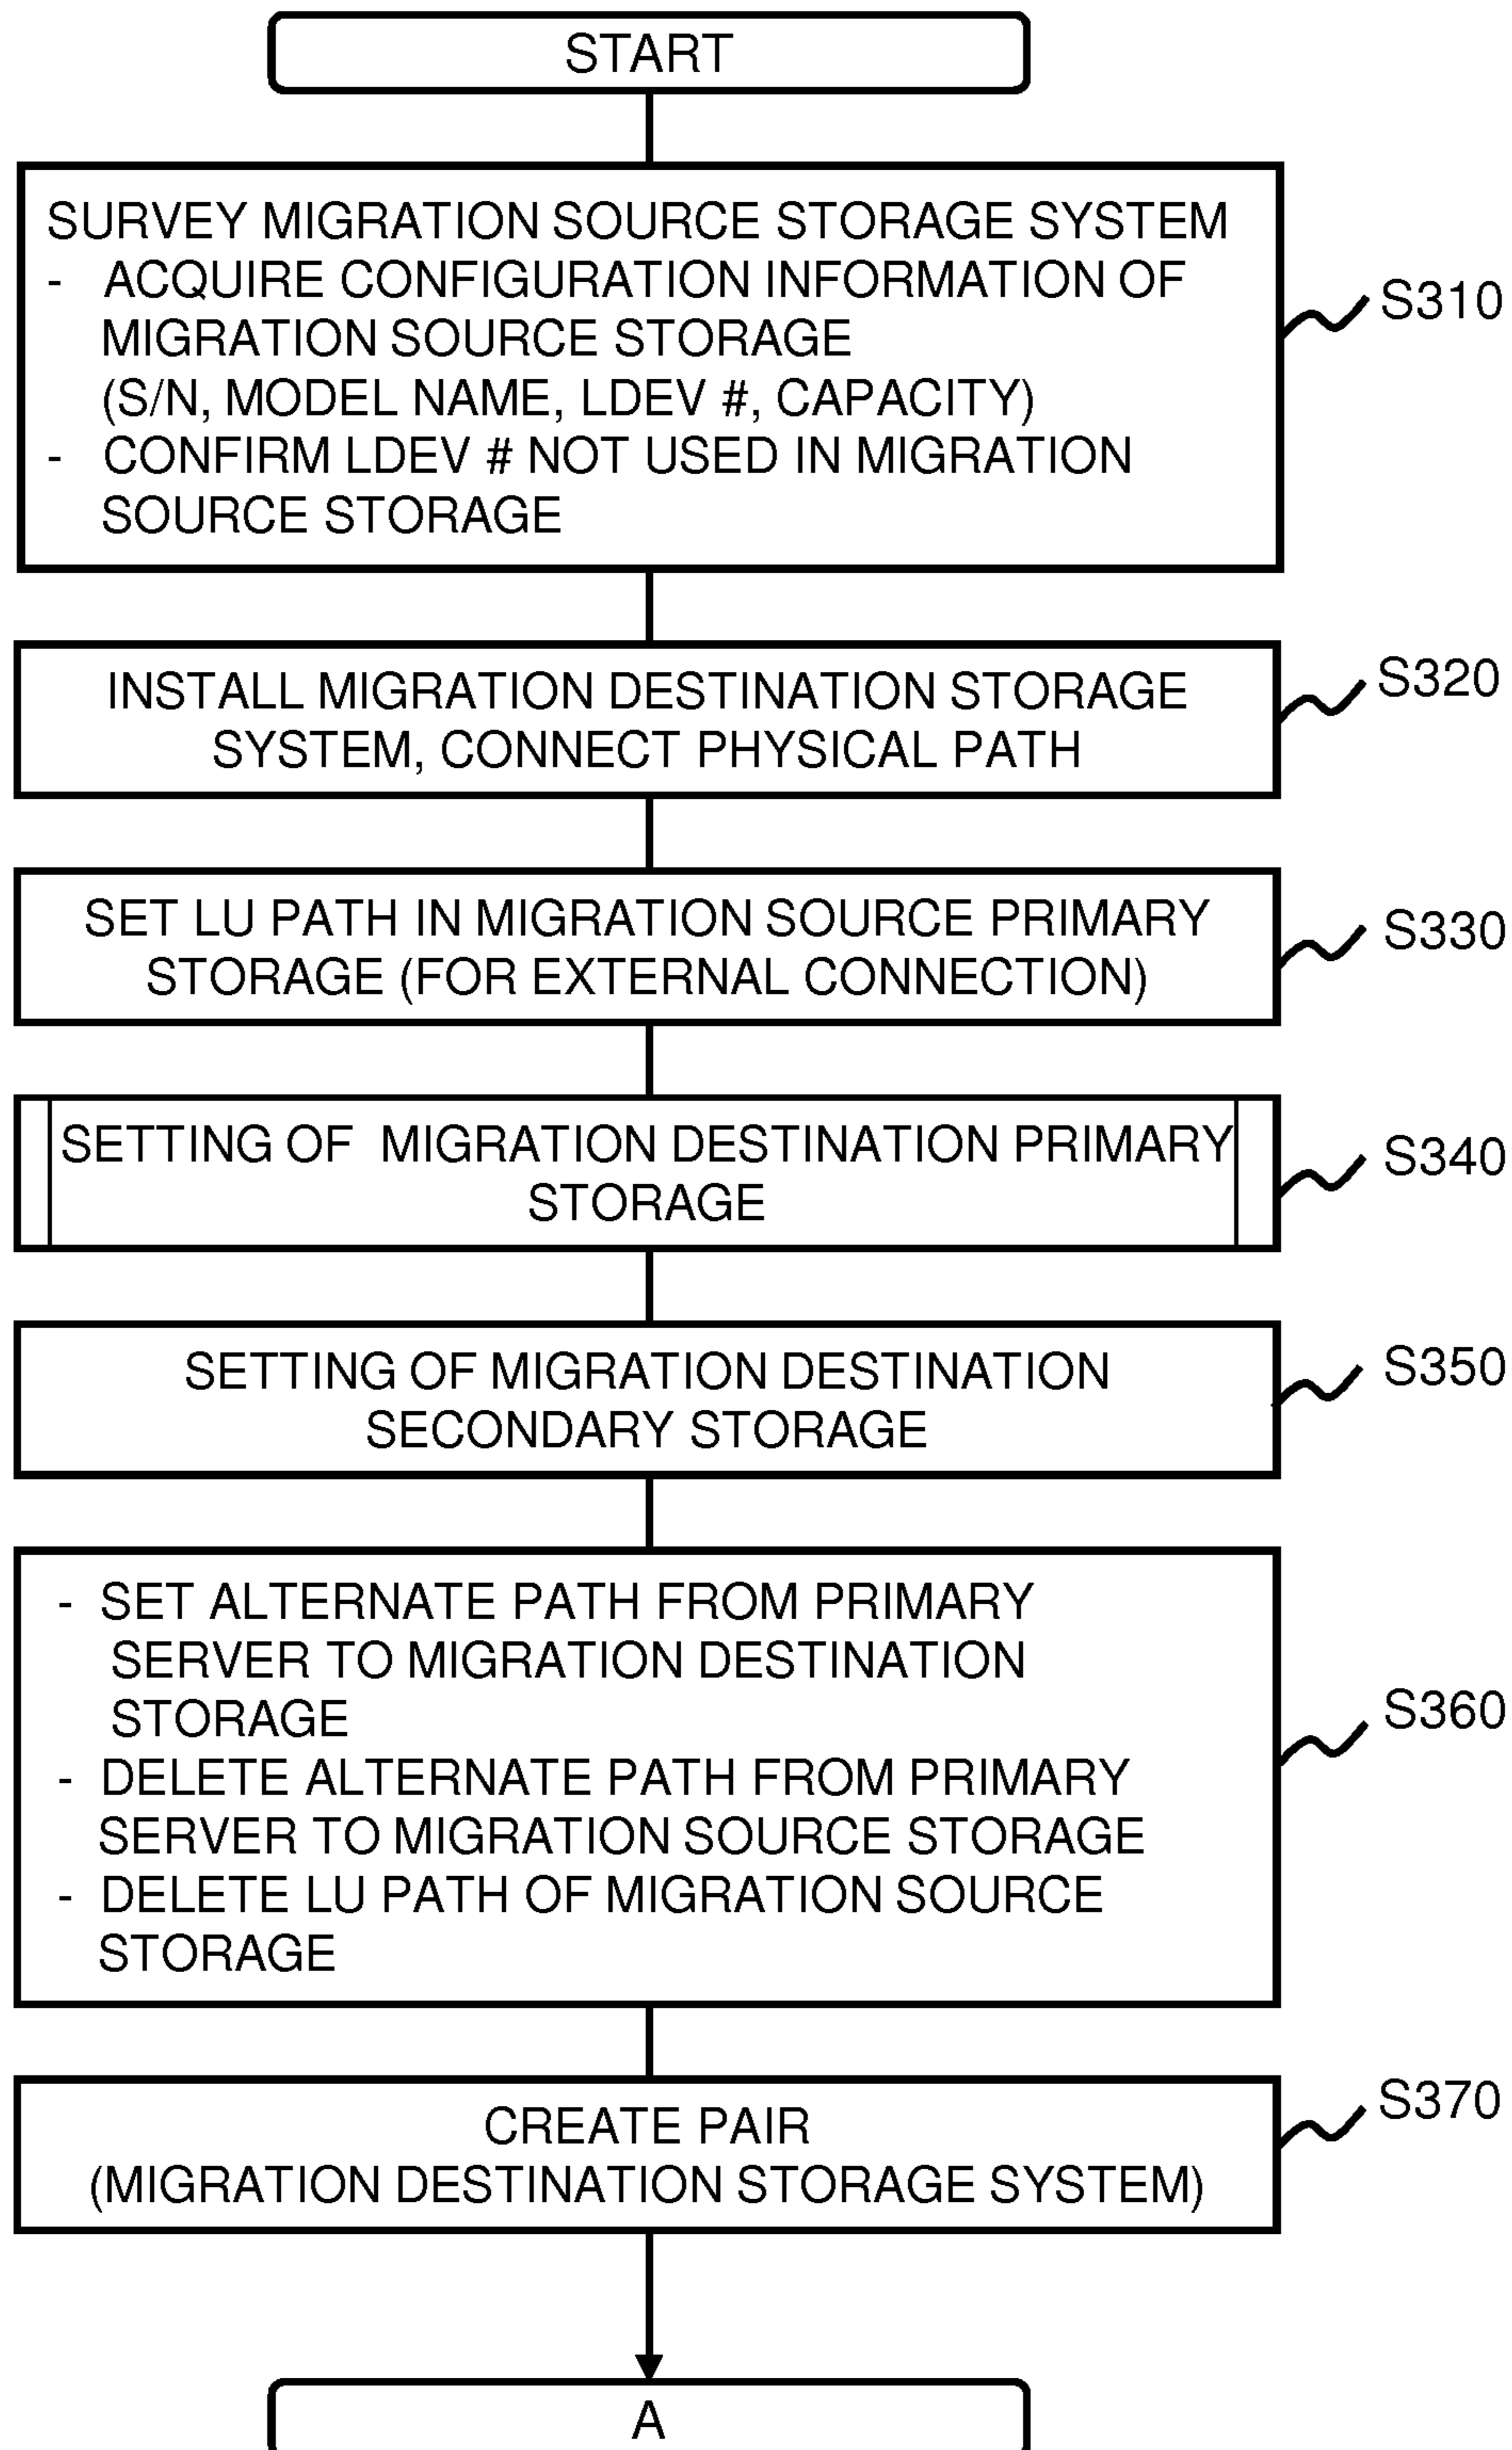 START
SURVEY MIGRATION SOURCE STORAGE SYSTEM
- ACQUIRE CONFIGURATION INFORMATION OF
MIGRATION SOURCE STORAGE
(S/N, MODEL NAME, LDEV #, CAPACITY)
- CONFIRM LDEV # NOT USED IN MIGRATION
SOURCE STORAGE
S310
INSTALL MIGRATION DESTINATION STORAGE
SYSTEM, CONNECT PHYSICAL PATH
S320
SET LU PATH IN MIGRATION SOURCE PRIMARY
STORAGE (FOR EXTERNAL CONNECTION)
S330
SETTING OF MIGRATION DESTINATION PRIMARY
STORAGE
S340
SETTING OF MIGRATION DESTINATION
SECONDARY STORAGE
S350
- SET ALTERNATE PATH FROM PRIMARY
SERVER TO MIGRATION DESTINATION
STORAGE
- DELETE ALTERNATE PATH FROM PRIMARY
SERVER TO MIGRATION SOURCE STORAGE
- DELETE LU PATH OF MIGRATION SOURCE
STORAGE
S360
CREATE PAIR
(MIGRATION DESTINATION STORAGE SYSTEM)
S370
A